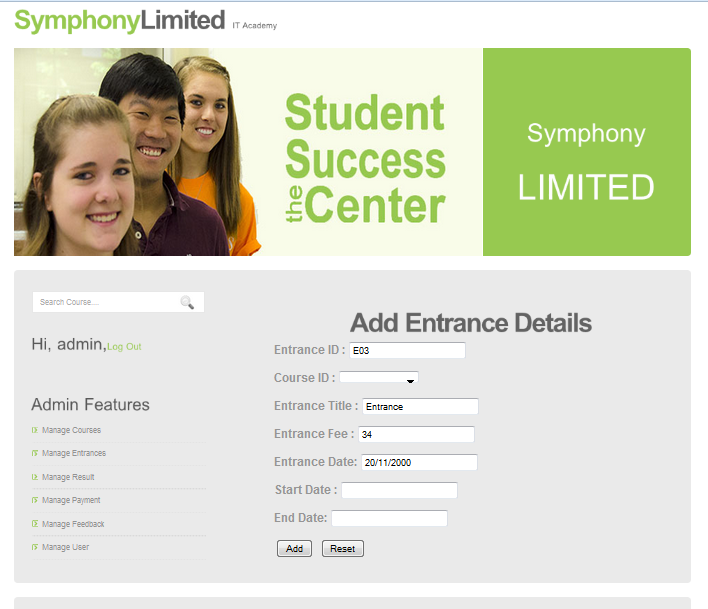 SymphonyLimited IT Academy
Student
Success
the Center
Symphony
LIMITED
Search Course....
Hi, admin,Log Out
Admin Features
Manage Courses
Manage Entrances
Manage Result
Manage Payment
Manage Feedback
Manage User
Add Entrance Details
Entrance ID : E03
Course ID :
Entrance Title : Entrance
Entrance Fee : 34
Entrance Date: 20/11/2000
Start Date :
End Date:
Add Reset